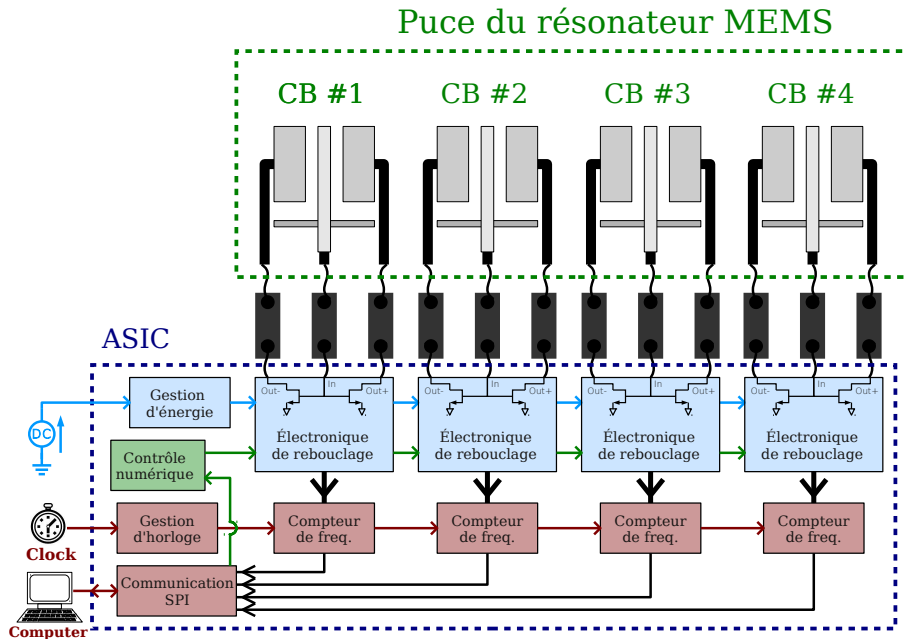 Puce du résonateur MEMS
CB #1
CB #2
CB #3
CB #4
ASIC
Out-
In
Out+
Out-
In
Out+
Out-
In
Out+
Out-
In
Out+
Gestion
d'énergie
DC
Électronique
de rebouclage
Électronique
de rebouclage
Électronique
de rebouclage
Électronique
de rebouclage
Contrôle
numérique
Gestion
d'horloge
Compteur
de freq.
Compteur
de freq.
Compteur
de freq.
Compteur
de freq.
Clock
Communication
SPI
Computer